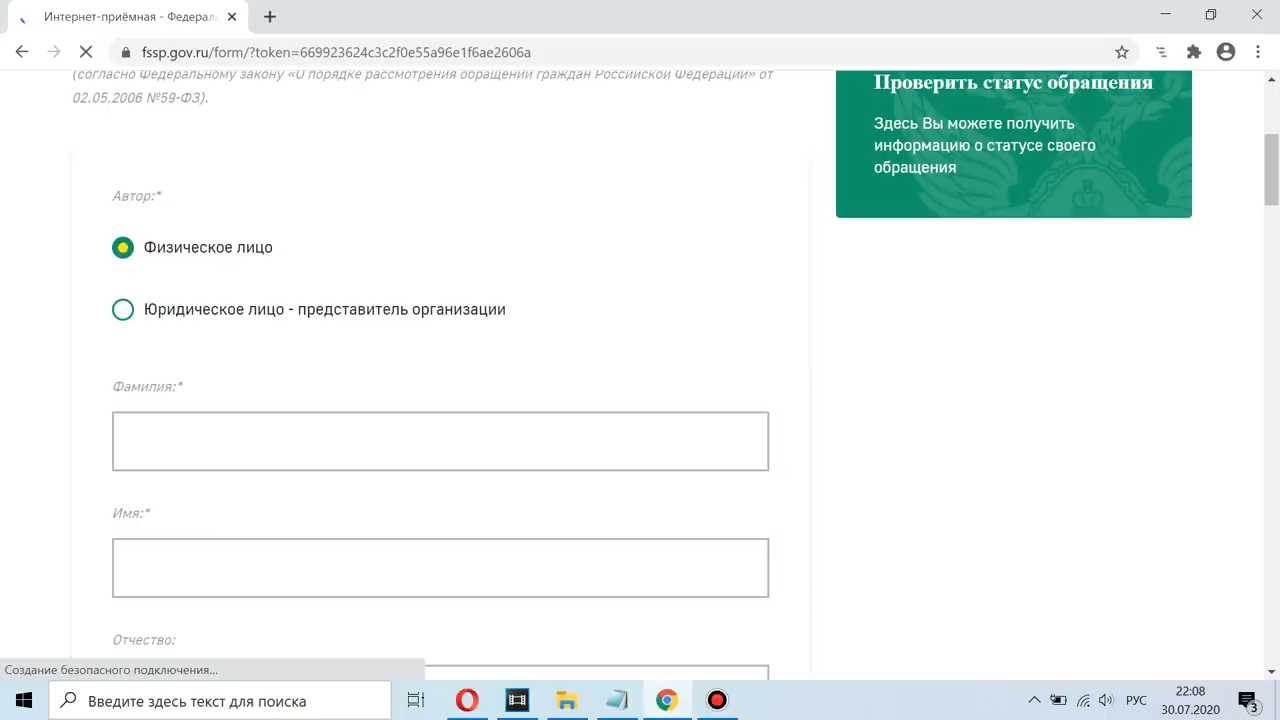 Интернет-приёмная - Федераль
fssp.gov.ru/form/?token=669923624c3c2f0e55a96e1f6ae2606a
(согласно Федеральному закону «О порядке рассмотрения обращений граждан Российской Федерации» от
02.05.2006 №59-ФЗ).
Проверить статус обращения
Здесь Вы можете получить
информацию о статусе своего
обращения
Автор:*
Физическое лицо
Юридическое лицо - представитель организации
Фамилия:*
Имя:*
Отчество:
Создание безопасного подключения...
Введите здесь текст для поиска
РУС
22:08
30.07.2020
3